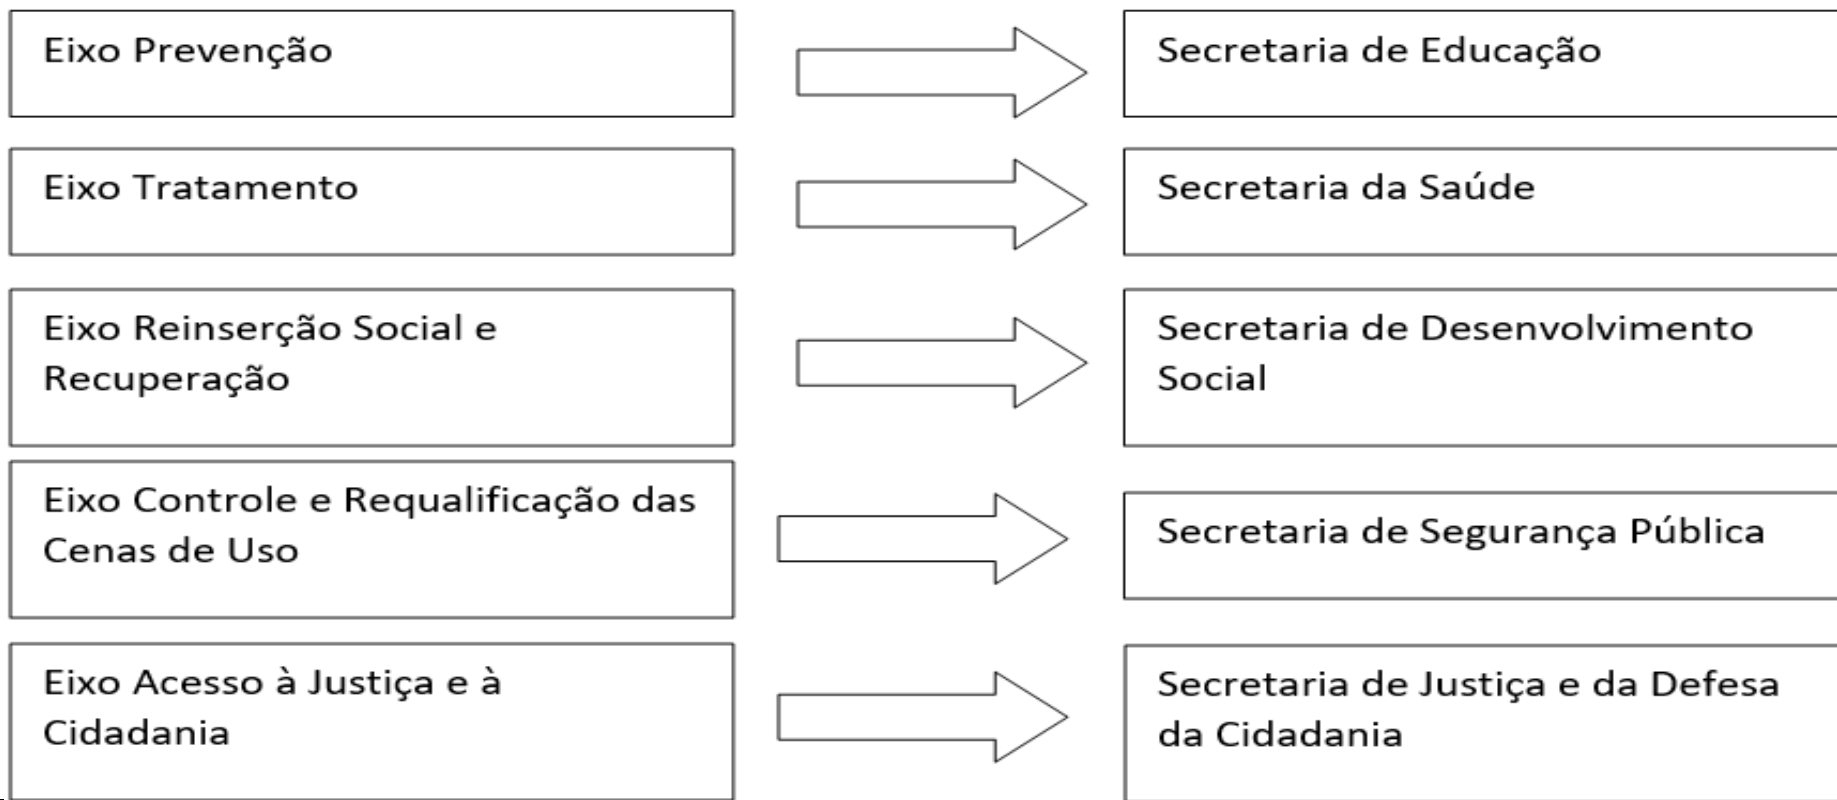 Eixo Prevenção
Secretaria de Educação
Eixo Tratamento
Secretaria da Saúde
Eixo Reinserção Social e
Recuperação
Secretaria de Desenvolvimento
Social
Eixo Controle e Requalificação das
Cenas de Uso
Secretaria de Segurança Pública
Eixo Acesso à Justiça e à
Cidadania
Secretaria de Justiça e da Defesa
da Cidadania